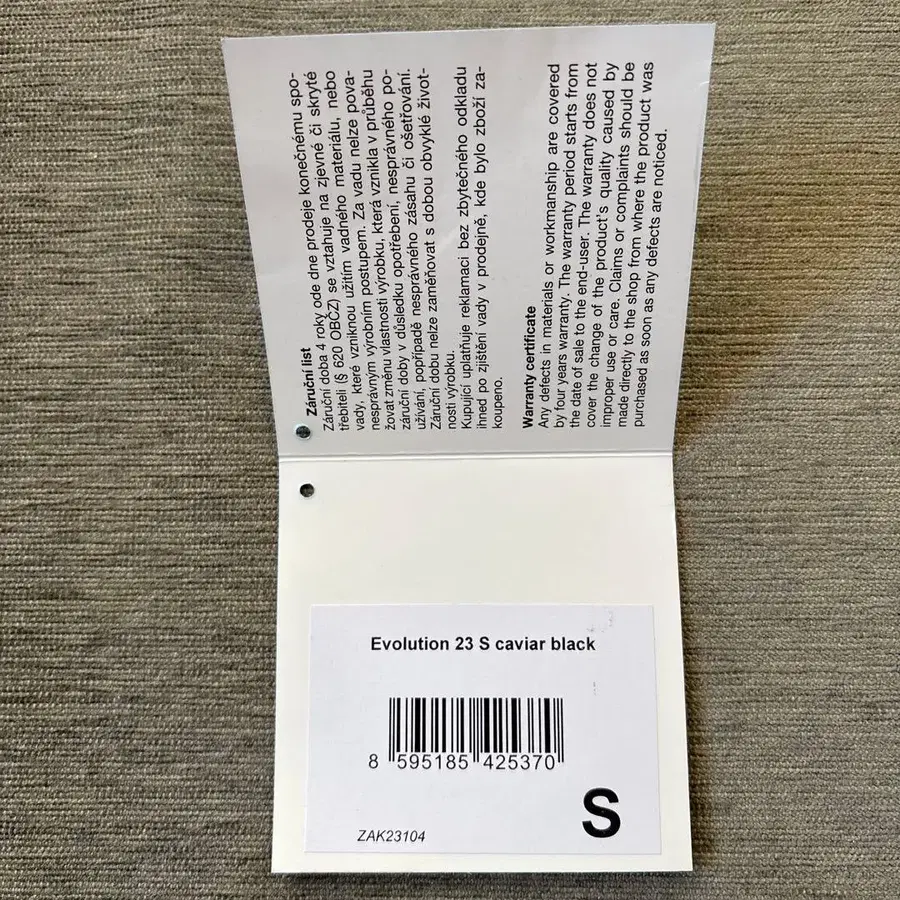 Záruční list
Záruční doba 4 roky ode dne prodeje konečnému spo-
třebiteli (§ 620 OBČZ) se vztahuje na zjevné či skryté
vady, které vzniknou užitím vadného materiálu, nebo
nesprávným výrobním postupem. Za vadu nelze pova-
žovat změnu vlastnosti výrobku, která vznikla v průběhu
záruční doby v důsledku opotřebení, nesprávného po-
užívání, popřípadě nesprávného zásahu či ošetřování.
Záruční dobu nelze zaměňovat s dobou obvyklé život-
nosti výrobku.
Kupující uplatňuje reklamaci bez zbytečného odkladu
ihned po zjištění vady v prodejně, kde bylo zboží za-
koupeno.
Warranty certificate
Any defects in materials or workmanship are covered
by four years warranty. The warranty period starts from
the date of sale to the end-user. The warranty does not
cover the change of the product's quality caused by
improper use or care. Claims or complaints should be
made directly to the shop from where the product was
purchased as soon as any defects are noticed.
Evolution 23 S caviar black
8 595185 425370
S
ZAK23104